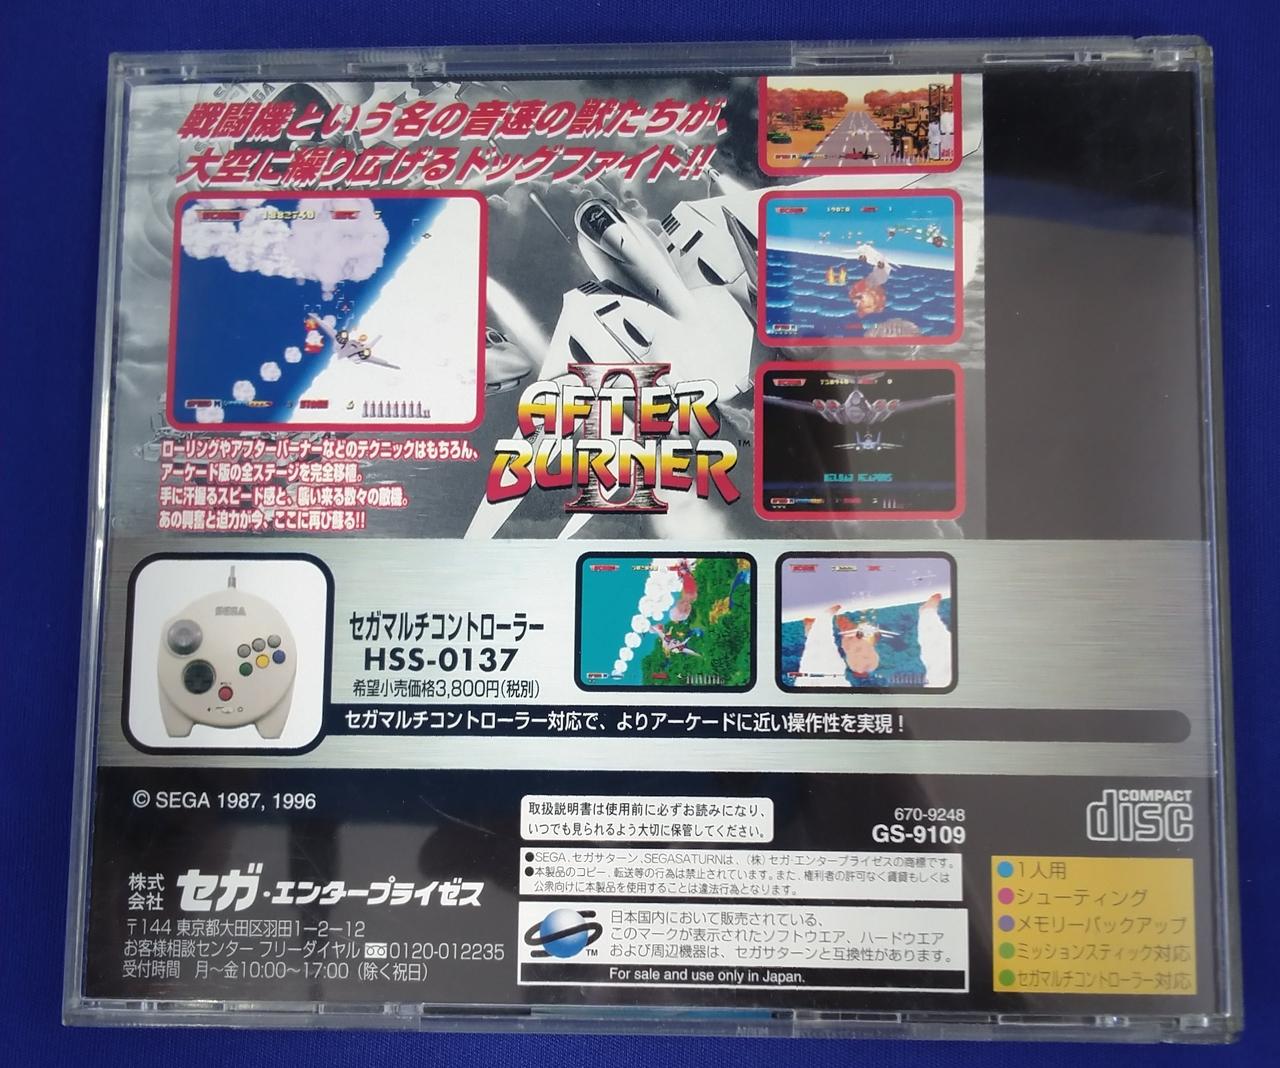 戦闘機という名の音速の獣たちが、
大空に繰り広げるドッグファイト!!
AFTER
BURNER
II
TM
ローリングやアフターバーナーなどのテクニックはもちろん、
アーケード版の全ステージを完全移植。
手に汗握るスピード感と、襲い来る数々の敵機。
あの興奮と迫力が今、ここに再び蘇る!!
SEGA
セガマルチコントローラー
HSS-0137
希望小売価格3,800円(税別)
セガマルチコントローラー対応で、よりアーケードに近い操作性を実現！
© SEGA 1987, 1996
株式会社 セガ・エンタープライゼス
〒144 東京都大田区羽田1－2－12
お客様相談センター フリーダイヤル 0120-012235
受付時間 月～金10:00～17:00（除く祝日）
取扱説明書は使用前に必ずお読みになり、
いつでも見られるよう大切に保管してください。
●SEGA、セガサターン、SEGASATURNは、(株)セガ・エンタープライゼスの商標です。
●本製品のコピー、転送等の行為は禁止されています。また、権利者の許可なく賃貸もしくは
公衆向けに本製品を使用することは違法行為となります。
TM
日本国内において販売されている、
このマークが表示されたソフトウエア、ハードウエア
および周辺機器は、セガサターンと互換性があります。
For sale and use only in Japan.
670-9248
GS-9109
COMPACT
disc
●1人用
●シューティング
●メモリーバックアップ
●ミッションスティック対応
●セガマルチコントローラー対応